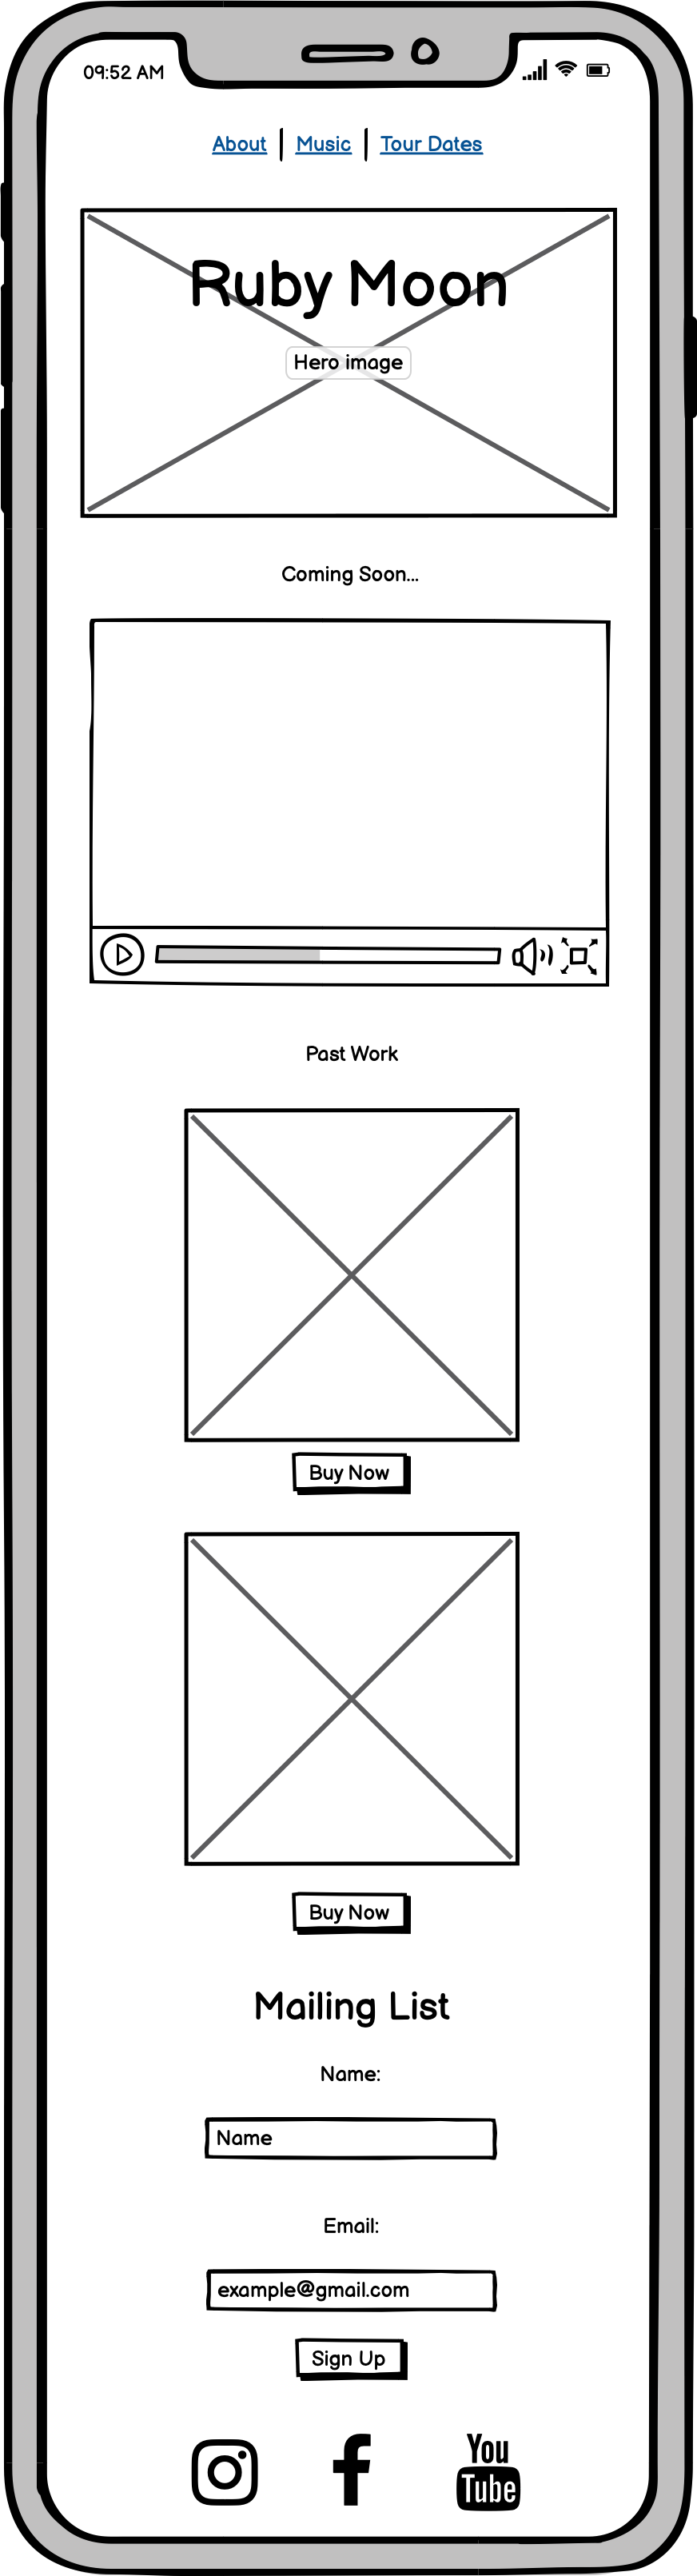 09:52 AM
About | Music | Tour Dates
Ruby Moon
Hero image
Coming Soon...
Past Work
Buy Now
Buy Now
Mailing List
Name:
Name
Email:
example@gmail.com
Sign Up
You
Tube